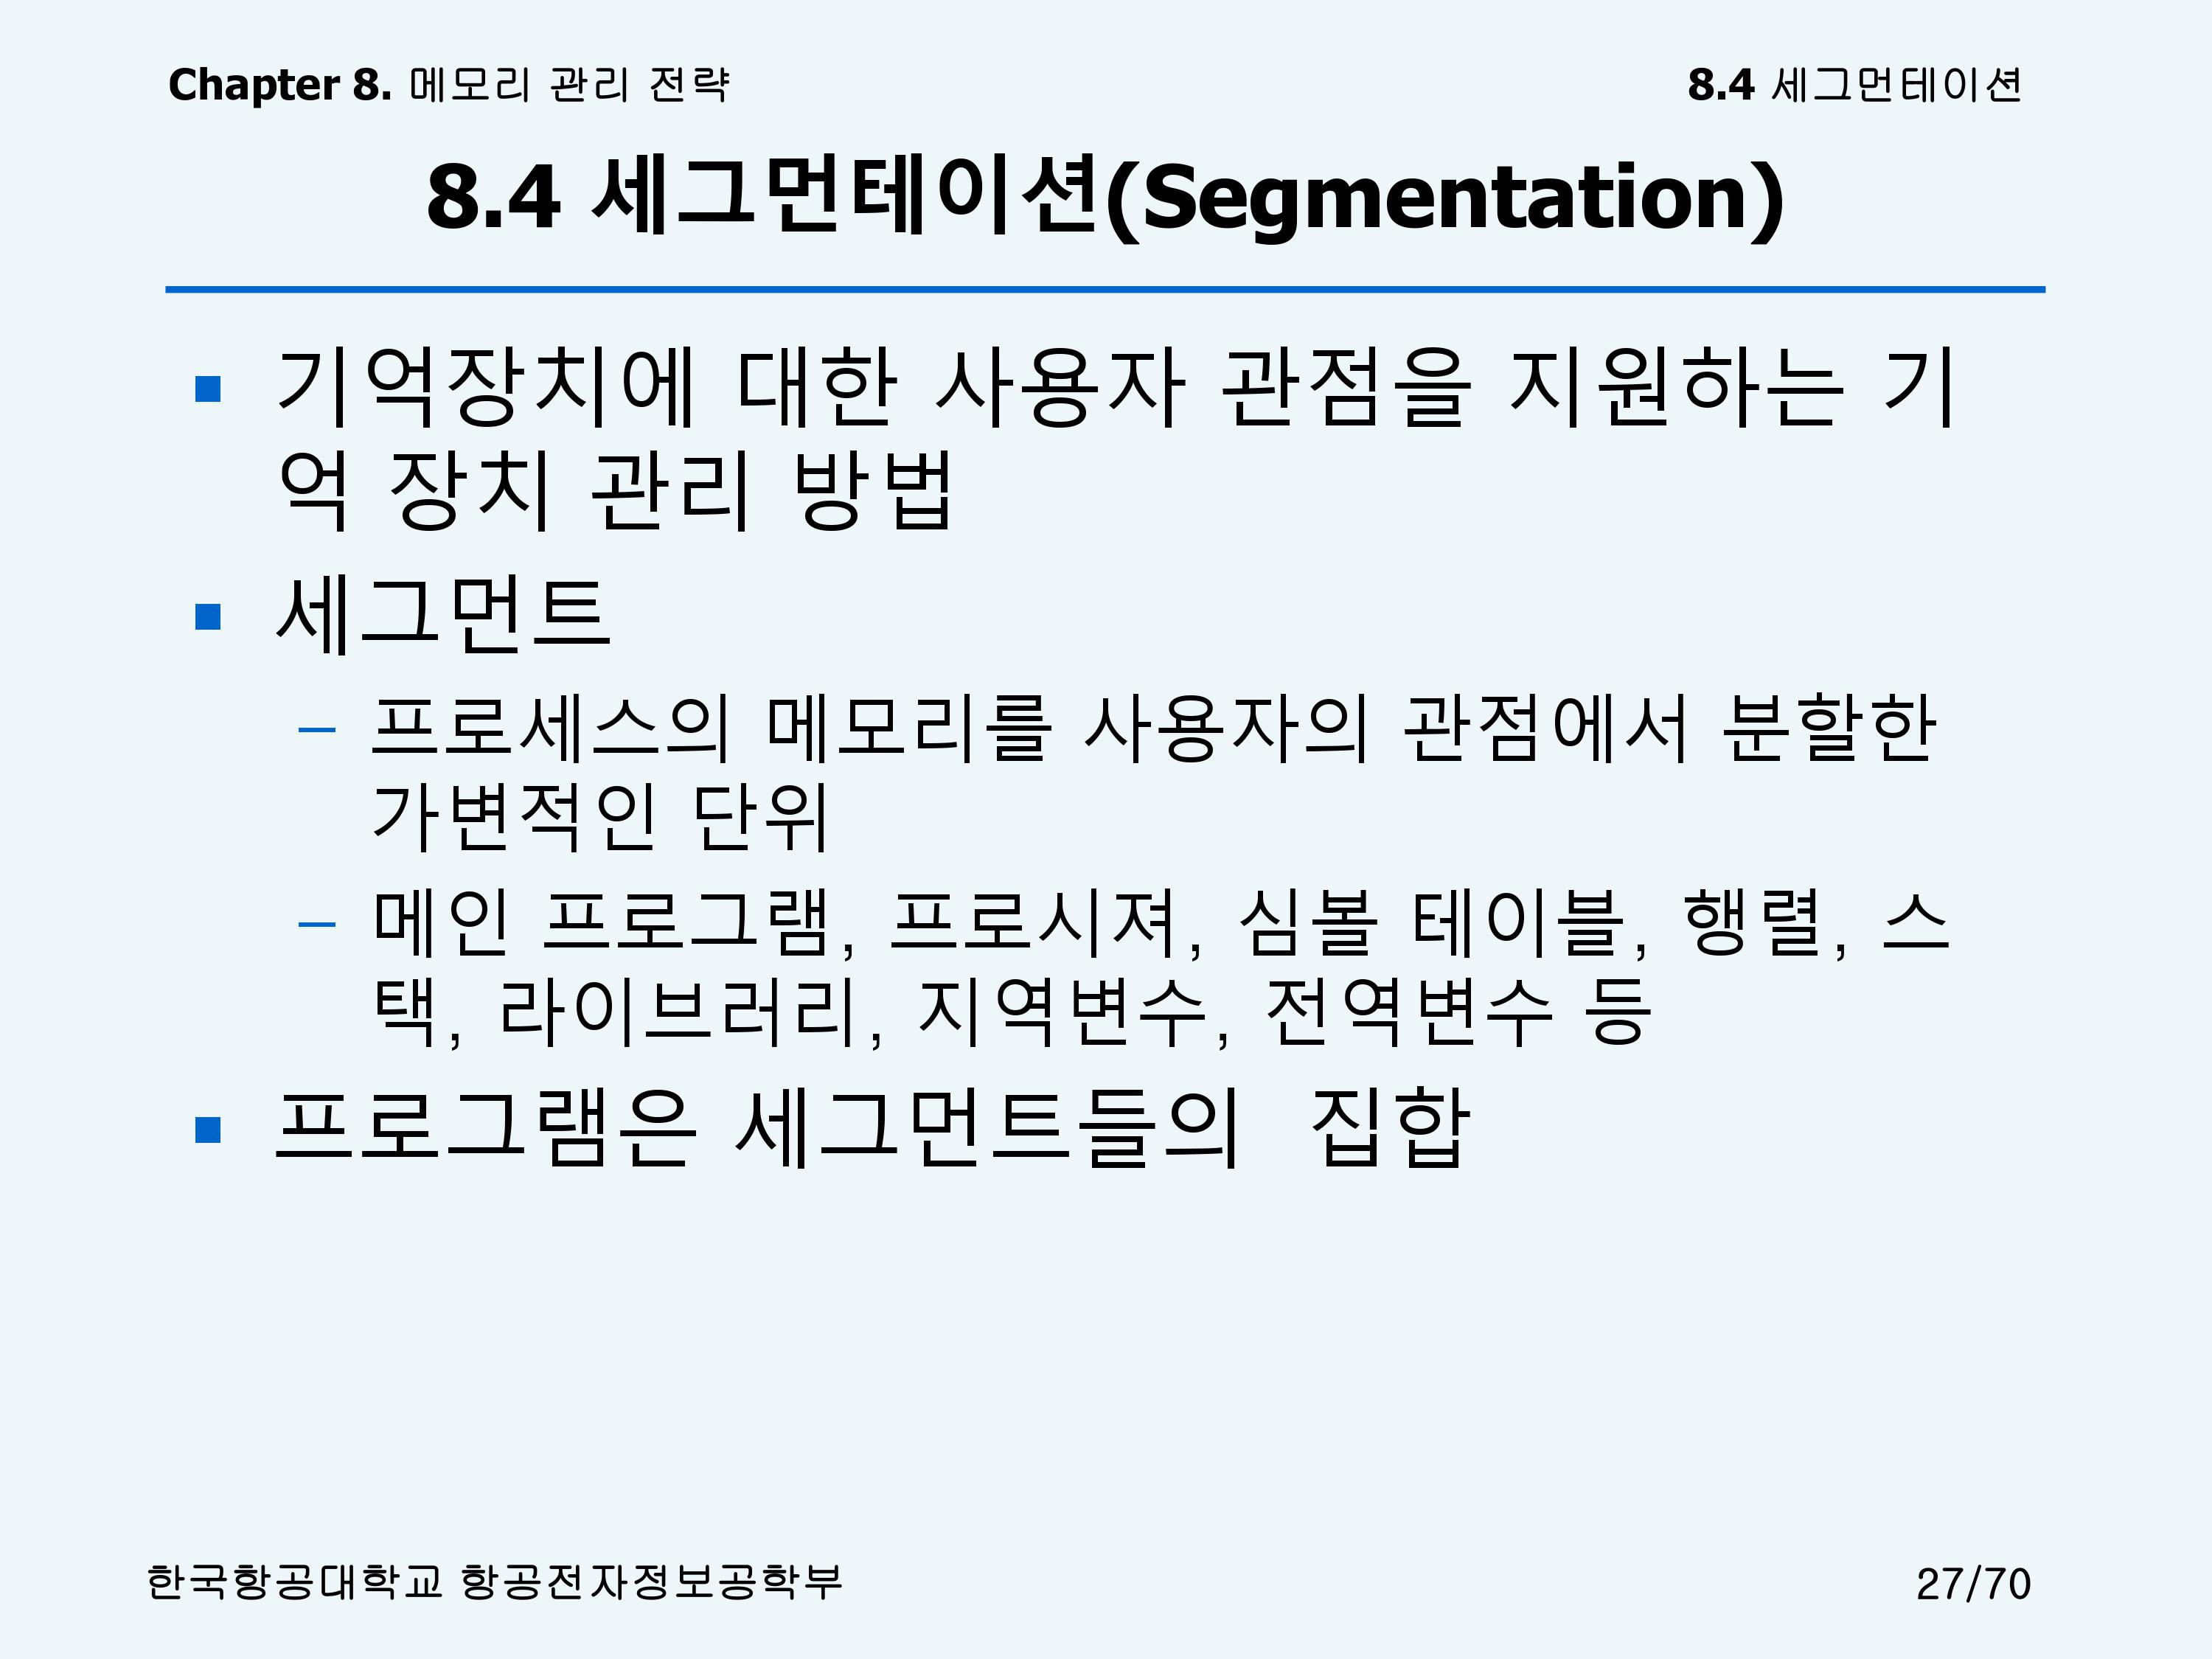 Chapter 8. 메모리 관리 전략
8.4 세그먼테이션
8.4 세그먼테이션(Segmentation)
기억장치에 대한 사용자 관점을 지원하는 기
억 장치 관리 방법
세그먼트
– 프로세스의 메모리를 사용자의 관점에서 분할한
가변적인 단위
– 메인 프로그램, 프로시져, 심볼 테이블, 행렬, 스
택, 라이브러리, 지역변수, 전역변수 등
프로그램은 세그먼트들의 집합
한국항공대학교 항공전자정보공학부
27/70